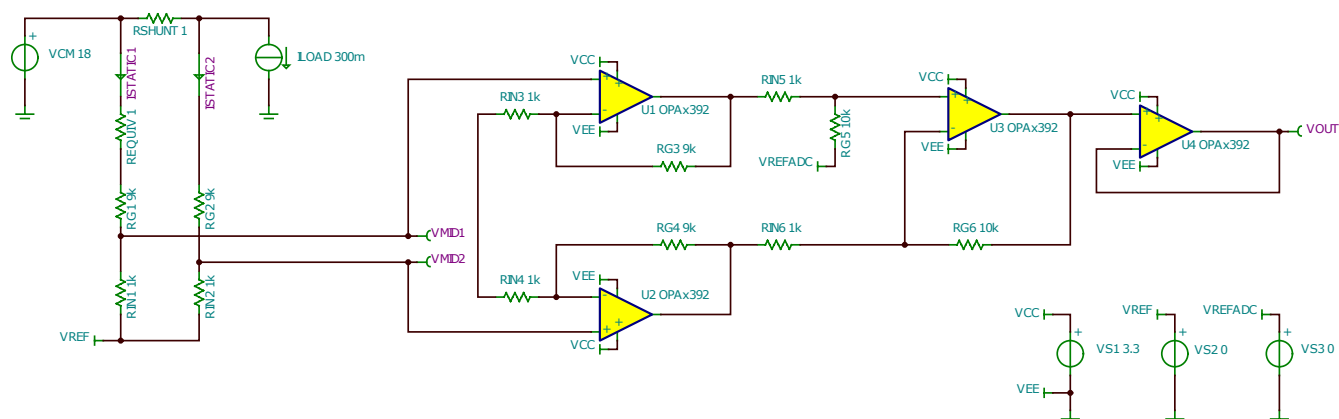 RSHUNT 1
VCM 18
ISTATIC1
ISTATIC2
ILOAD 300m
REQUIV 1
RG1 9k
RG2 9k
RIN1 1k
RIN2 1k
VREF
VMID1
VMID2
VCC
RIN3 1k
VEE
U1 OPAx392
RG3 9k
RIN5 1k
RG5 10k
VREFADC
VCC
U3 OPAx392
VEE
VCC
U4 OPAx392
VEE
VOUT
RG4 9k
RIN6 1k
RG6 10k
RIN4 1k
VEE
U2 OPAx392
VCC
VCC
VS1 3.3
VEE
VREF
VS2 0
VREFADC
VS3 0
+
+
+
+
+
+
-
+
+
-
+
+
-
+
+
-
+
+